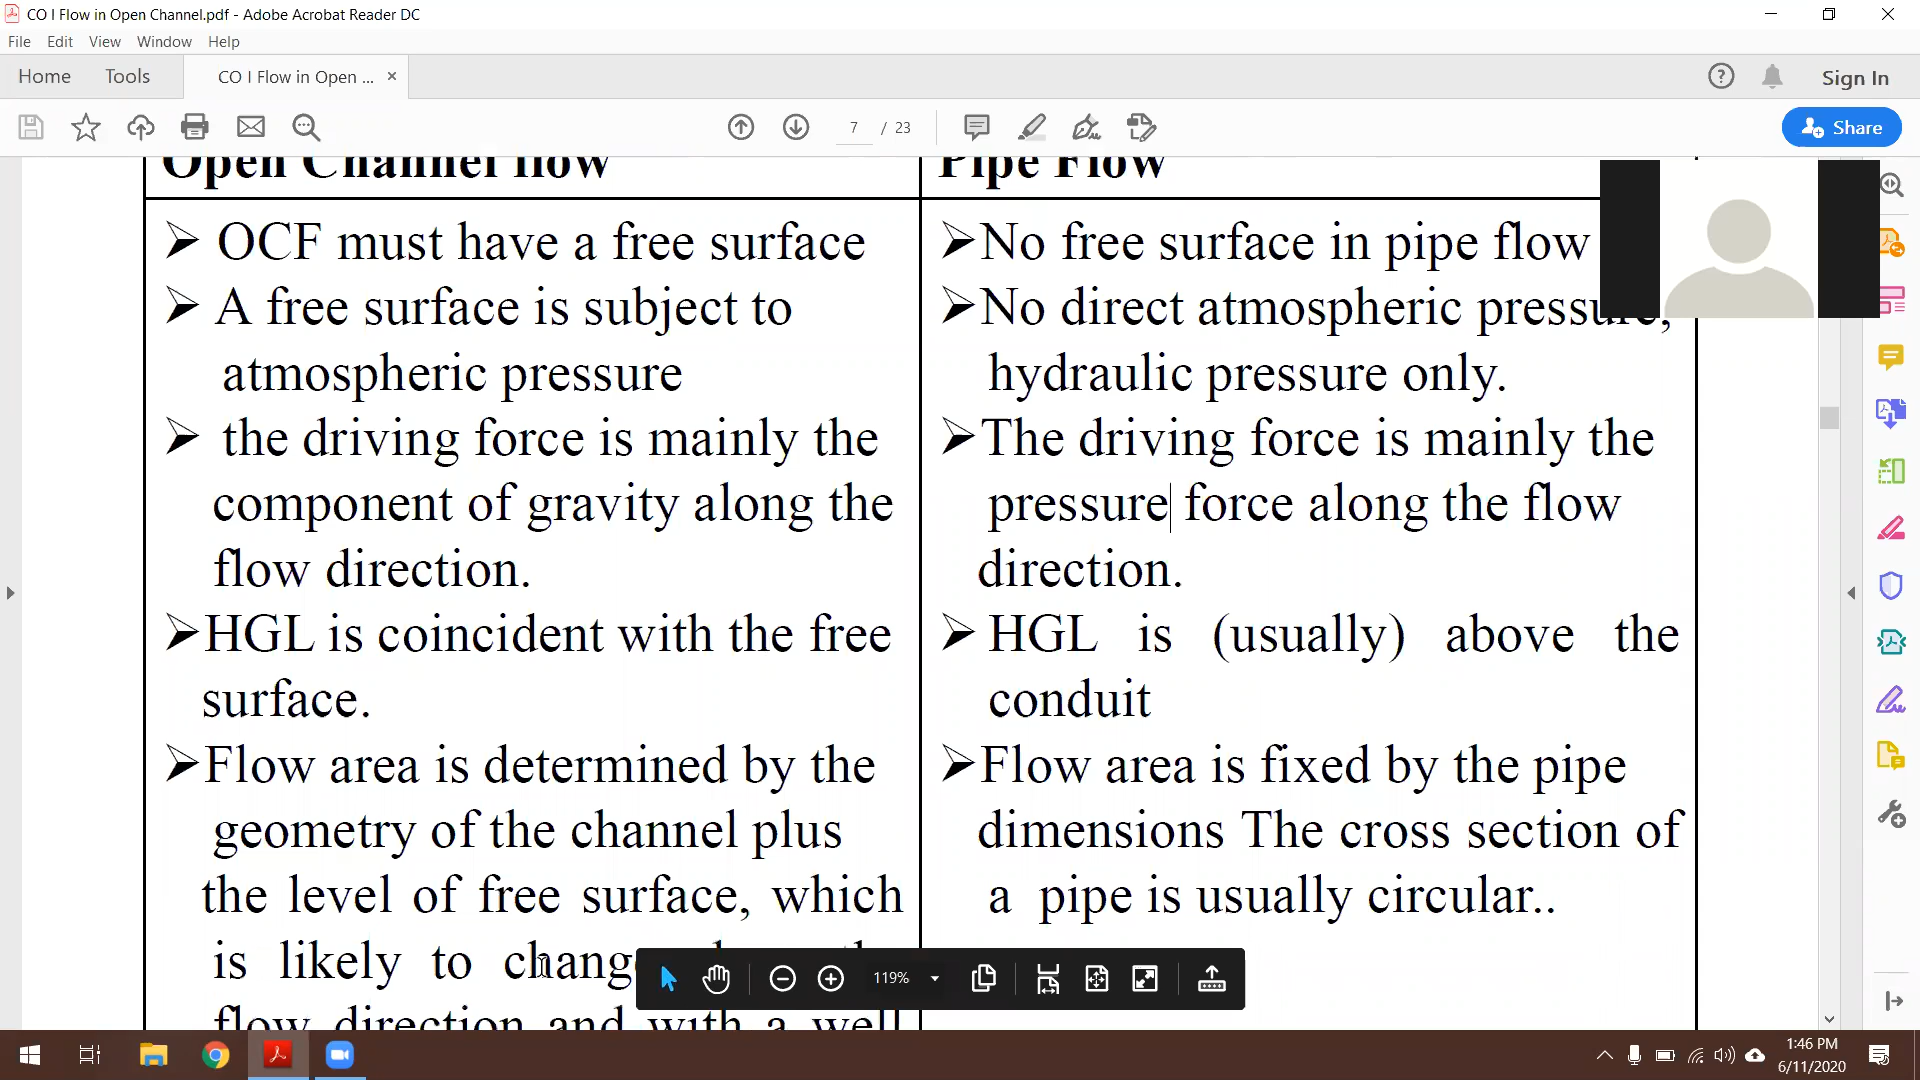 CO I Flow in Open Channel.pdf - Adobe Acrobat Reader DC
File Edit View Window Help
Home Tools CO I Flow in Open ... × Sign In
7 / 23 Share
Open Channel flow
OCF must have a free surface
A free surface is subject to
atmospheric pressure
the driving force is mainly the
component of gravity along the
flow direction.
HGL is coincident with the free
surface.
Flow area is determined by the
geometry of the channel plus
the level of free surface, which
is likely to change
flow direction and with a well
Pipe Flow
No free surface in pipe flow
No direct atmospheric pressure,
hydraulic pressure only.
The driving force is mainly the
pressure force along the flow
direction.
HGL is (usually) above the
conduit
Flow area is fixed by the pipe
dimensions The cross section of
a pipe is usually circular..
119%
1:46 PM
6/11/2020